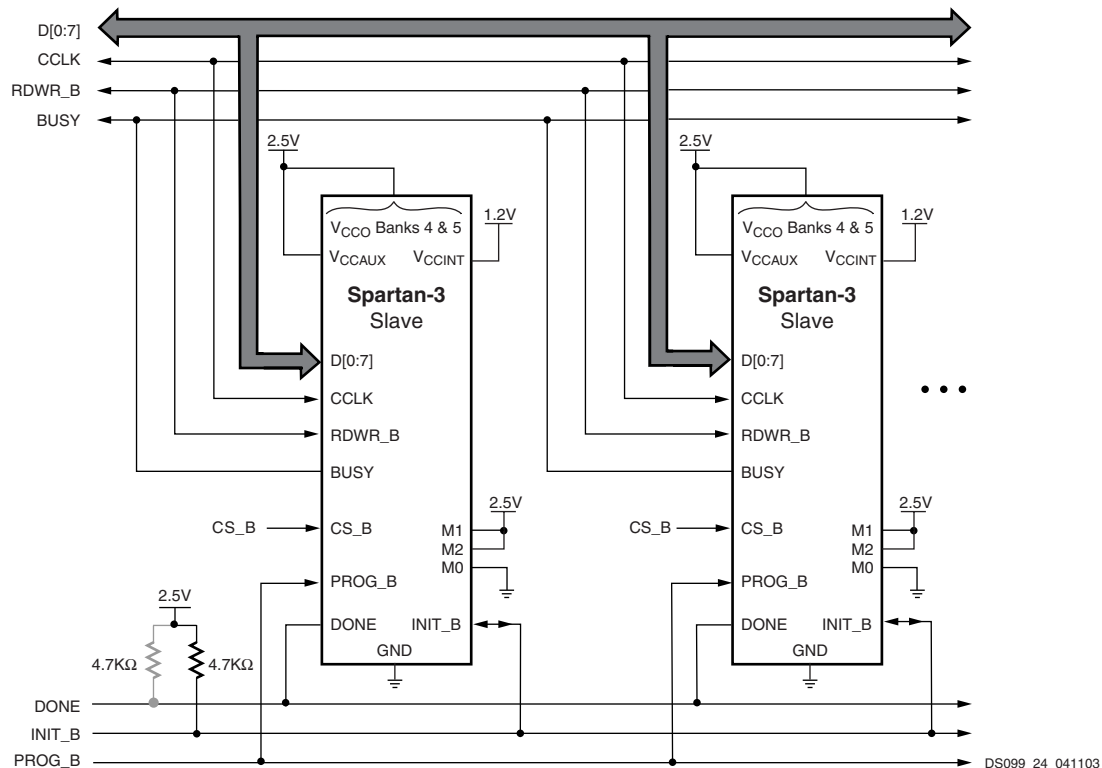 D[0:7]
CCLK
RDWR_B
BUSY
2.5V
2.5V
1.2V
1.2V
VCCO Banks 4 & 5
VCCAUX
VCCINT
Spartan-3
Slave
D[0:7]
CCLK
RDWR_B
BUSY
CS_B
CS_B
2.5V
M1
M2
M0
PROG_B
DONE
INIT_B
GND
VCCO Banks 4 & 5
VCCAUX
VCCINT
Spartan-3
Slave
D[0:7]
CCLK
RDWR_B
BUSY
CS_B
CS_B
2.5V
M1
M2
M0
PROG_B
DONE
INIT_B
GND
2.5V
4.7KΩ
4.7KΩ
DONE
INIT_B
PROG_B
DS099_24_041103